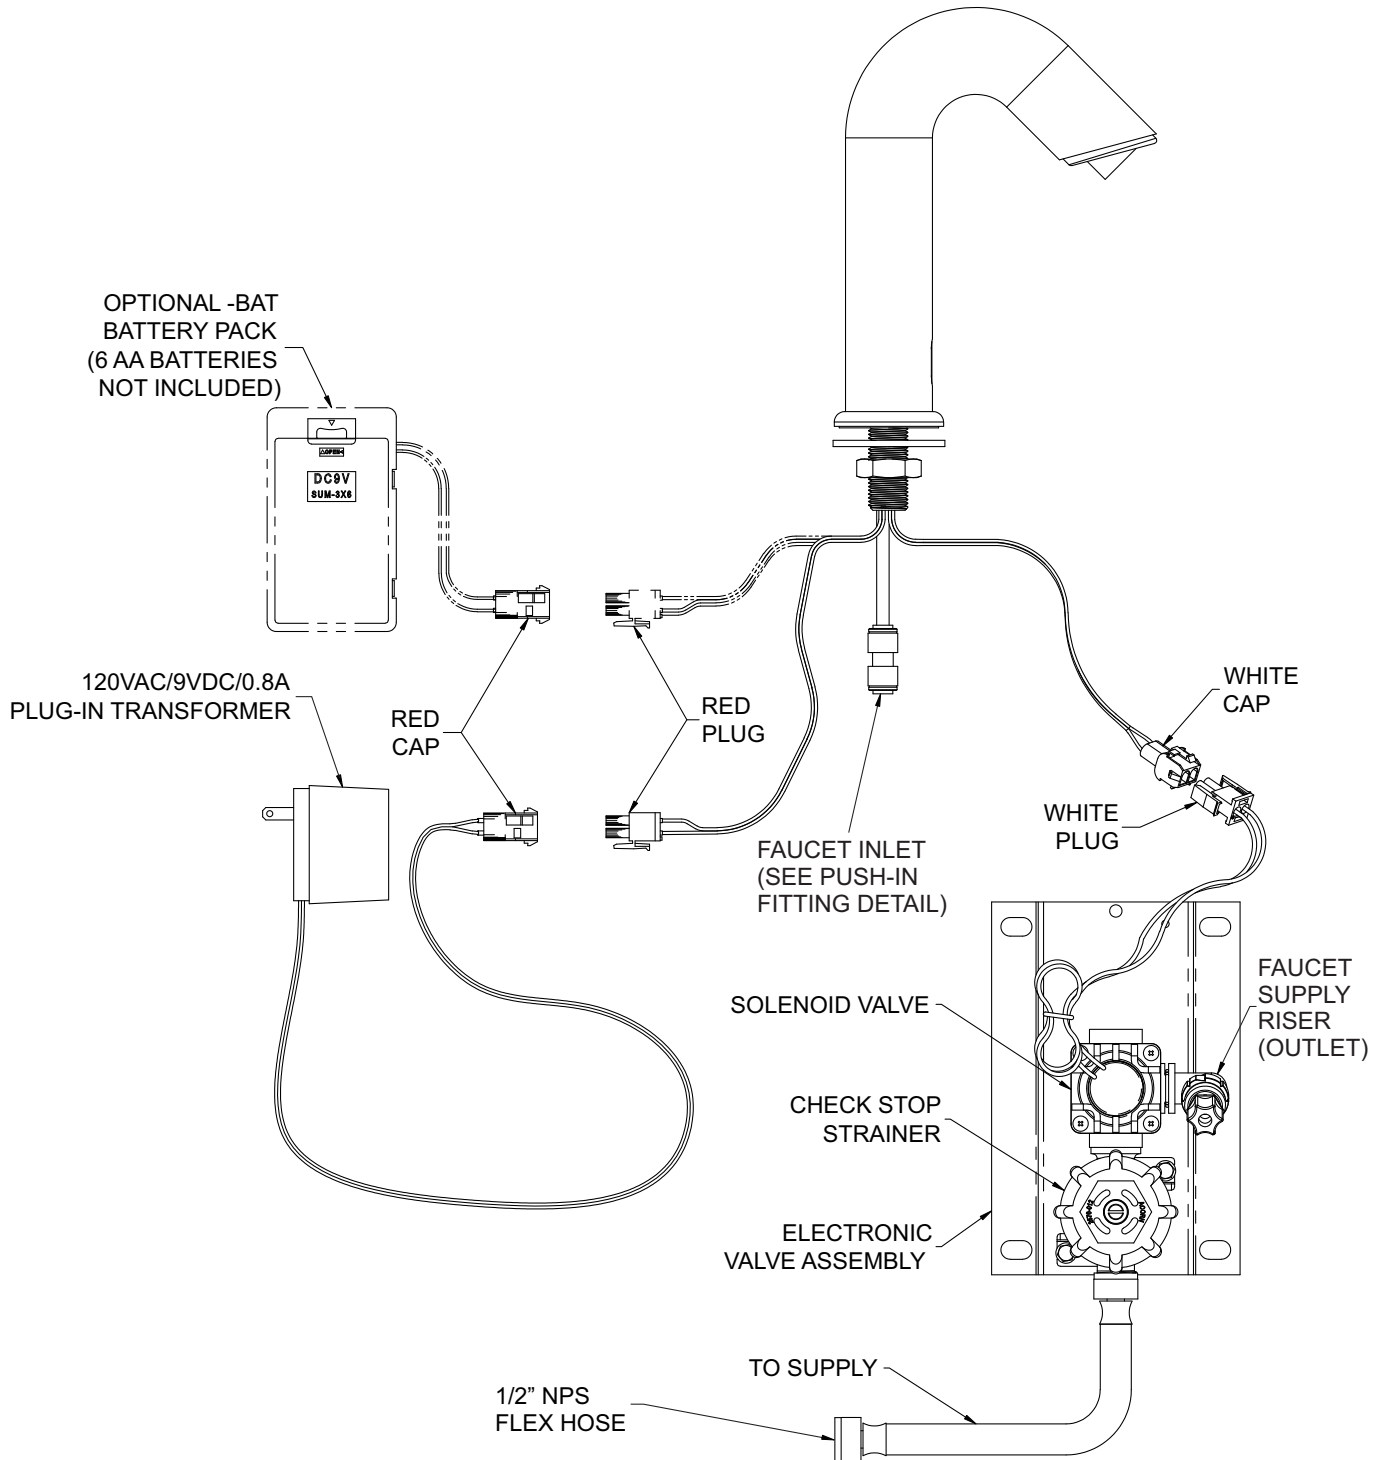 OPTIONAL -BAT
BATTERY PACK
(6 AA BATTERIES
NOT INCLUDED)
DC9V
SUM-3X6
120VAC/9VDC/0.8A
PLUG-IN TRANSFORMER
RED
CAP
RED
PLUG
WHITE
CAP
WHITE
PLUG
FAUCET INLET
(SEE PUSH-IN
FITTING DETAIL)
FAUCET
SUPPLY
RISER
(OUTLET)
SOLENOID VALVE
CHECK STOP
STRAINER
ELECTRONIC
VALVE ASSEMBLY
TO SUPPLY
1/2” NPS
FLEX HOSE